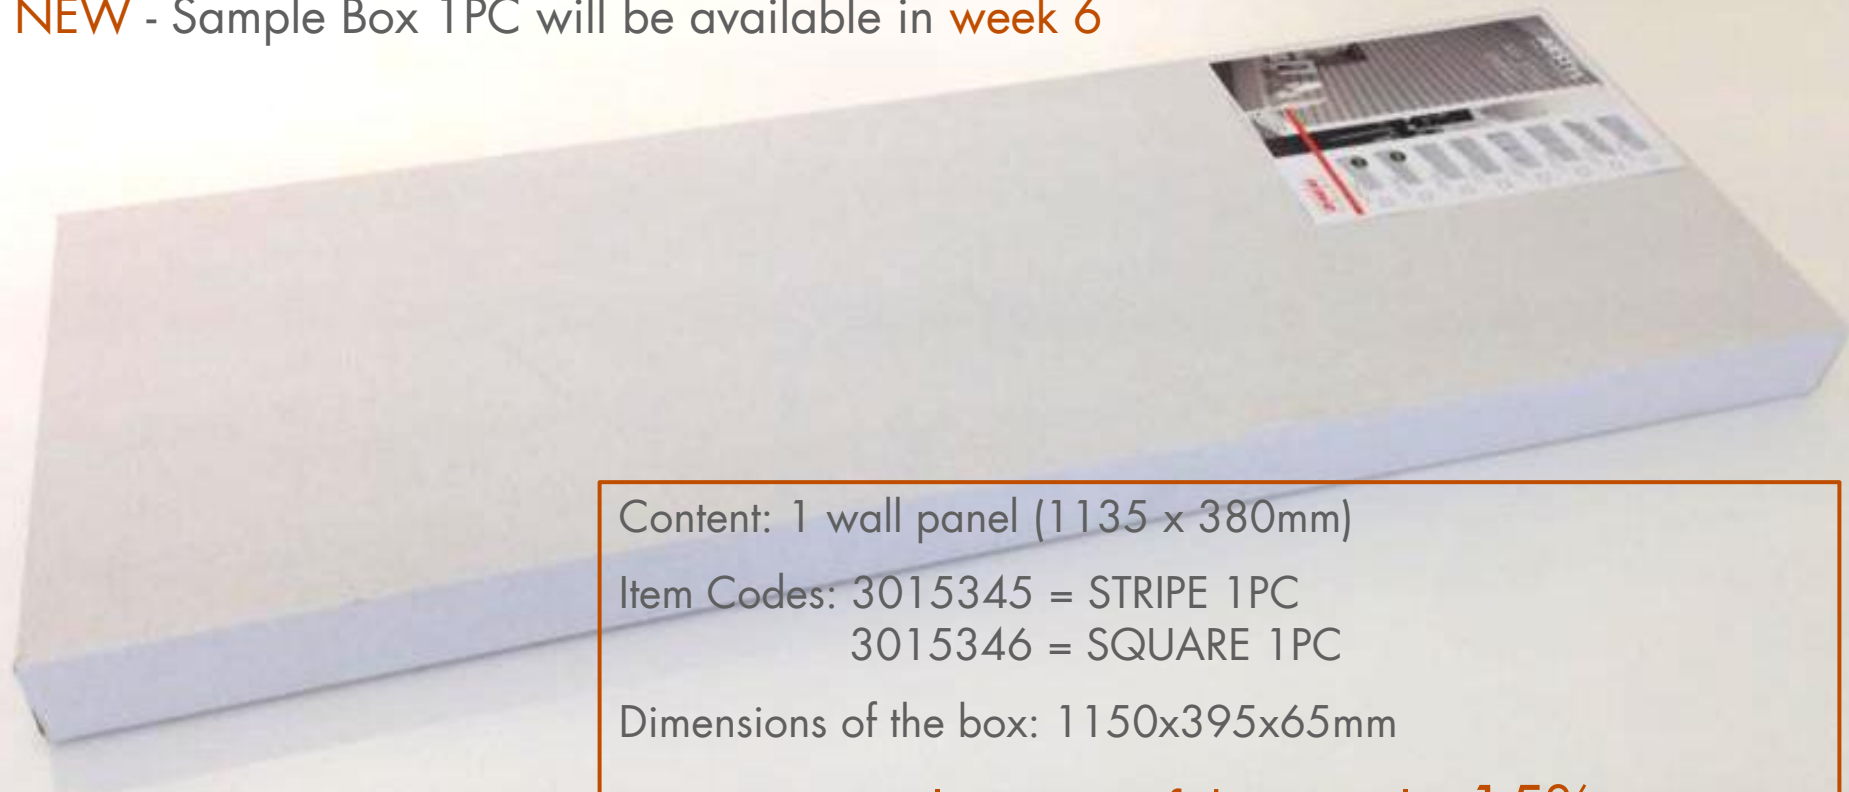 NEW - Sample Box 1PC will be available in week 6
Content: 1 wall panel (1135 x 380mm)
Item Codes: 3015345 = STRIPE 1PC
3015346 = SQUARE 1PC
Dimensions of the box: 1150x395x65mm